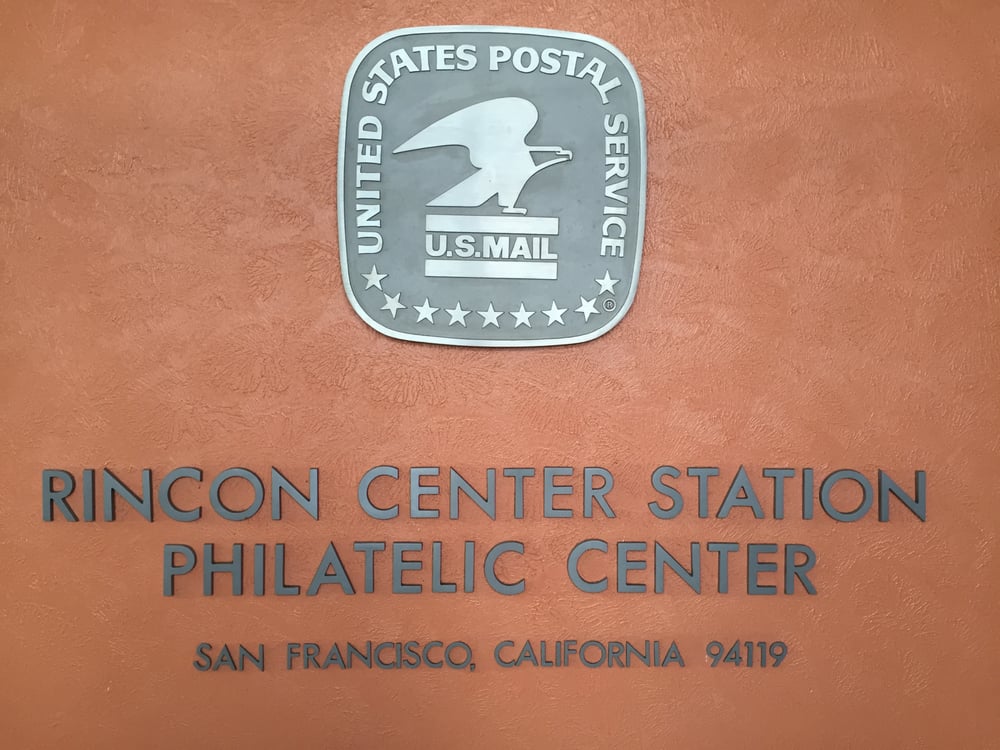 UNITED STATES POSTAL SERVICE
U.S.MAIL
®
RINCON CENTER STATION
PHILATELIC CENTER
SAN FRANCISCO, CALIFORNIA 94119